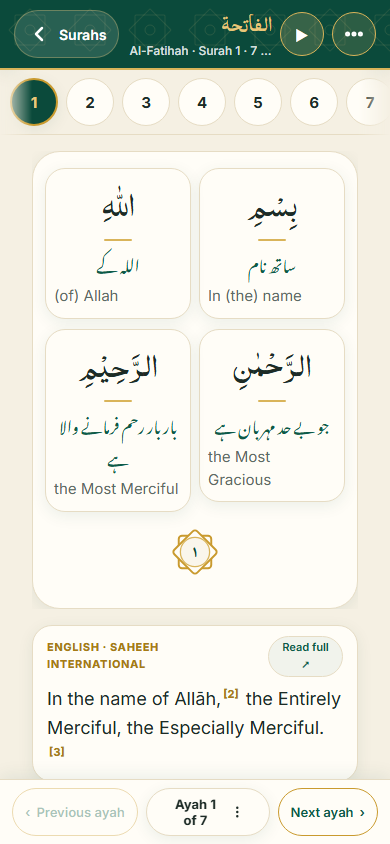 Surahs
الفاتحة
Al-Fatihah · Surah 1 · 7 ...
1 2 3 4 5 6 7
بِسْمِ
ساتھ نام
In (the) name
اللّٰهِ
اللہ کے
(of) Allah
الرَّحْمٰنِ
جو بے حد مہربان ہے
the Most
Gracious
الرَّحِيْمِ
بار بار رحم فرمانے والا
ہے
the Most Merciful
١
ENGLISH · SAHEEH
INTERNATIONAL
Read full
↗
In the name of Allāh,[2] the Entirely
Merciful, the Especially Merciful.
[3]
‹ Previous ayah
Ayah 1
of 7
Next ayah ›